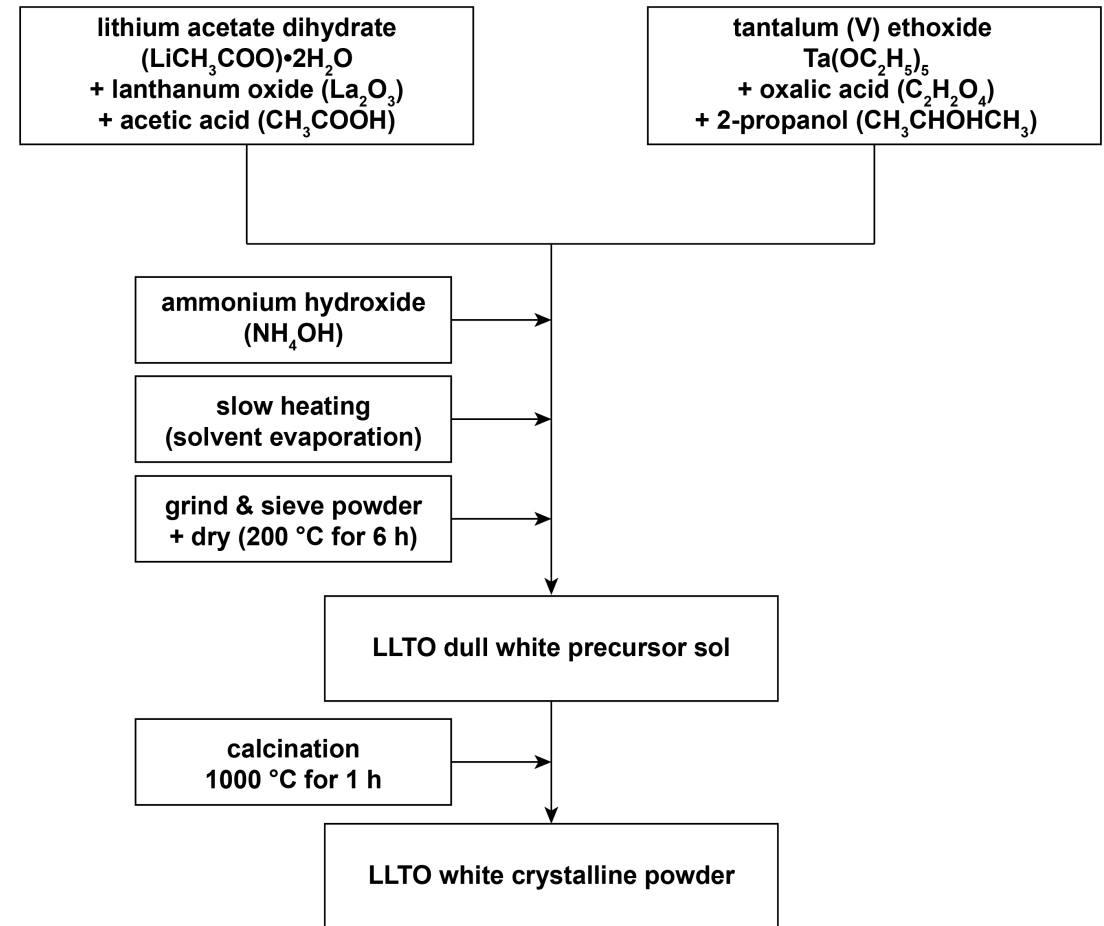 lithium acetate dihydrate
(LiCH₃COO)•2H₂O
+ lanthanum oxide (La₂O₃)
+ acetic acid (CH₃COOH)
tantalum (V) ethoxide
Ta(OC₂H₅)₅
+ oxalic acid (C₂H₂O₄)
+ 2-propanol (CH₃CHOHCH₃)
ammonium hydroxide
(NH₄OH)
slow heating
(solvent evaporation)
grind & sieve powder
+ dry (200 °C for 6 h)
LLTO dull white precursor sol
calcination
1000 °C for 1 h
LLTO white crystalline powder